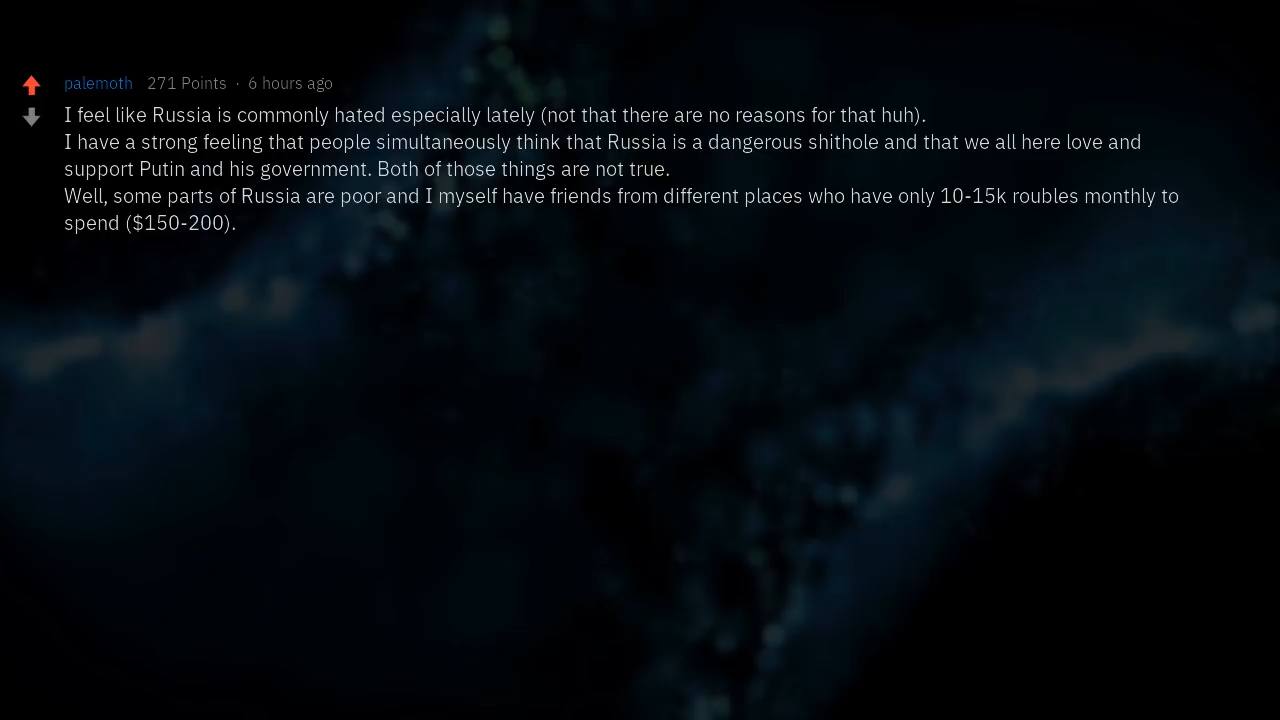 palemoth 271 Points · 6 hours ago
I feel like Russia is commonly hated especially lately (not that there are no reasons for that huh).
I have a strong feeling that people simultaneously think that Russia is a dangerous shithole and that we all here love and
support Putin and his government. Both of those things are not true.
Well, some parts of Russia are poor and I myself have friends from different places who have only 10-15k roubles monthly to
spend ($150-200).